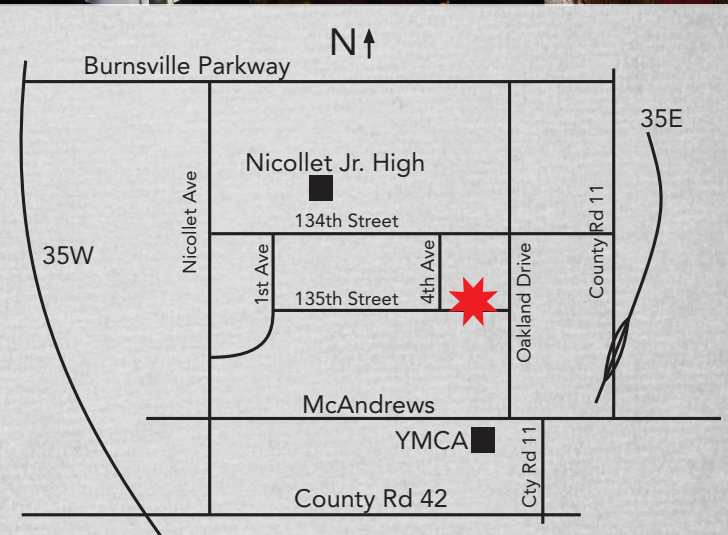 N
Burnsville Parkway
35E
Nicollet Jr. High
134th Street
Nicollet Ave
County Rd 11
35W
1st Ave
4th Ave
Oakland Drive
135th Street
McAndrews
YMCA
Cty Rd 11
County Rd 42